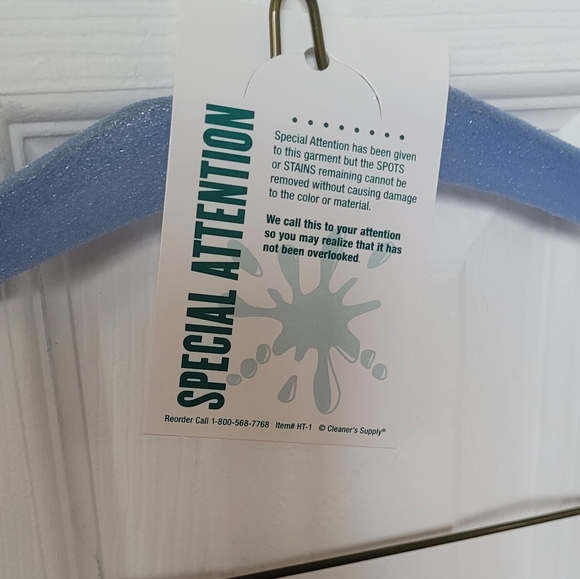 SPECIAL ATTENTION
Special Attention has been given
to this garment but the SPOTS
or STAINS remaining cannot be
removed without causing damage
to the color or material.
We call this to your attention
so you may realize that it has
not been overlooked.
Reorder Call 1-800-568-7768 Item# HT-1 © Cleaner's Supply®